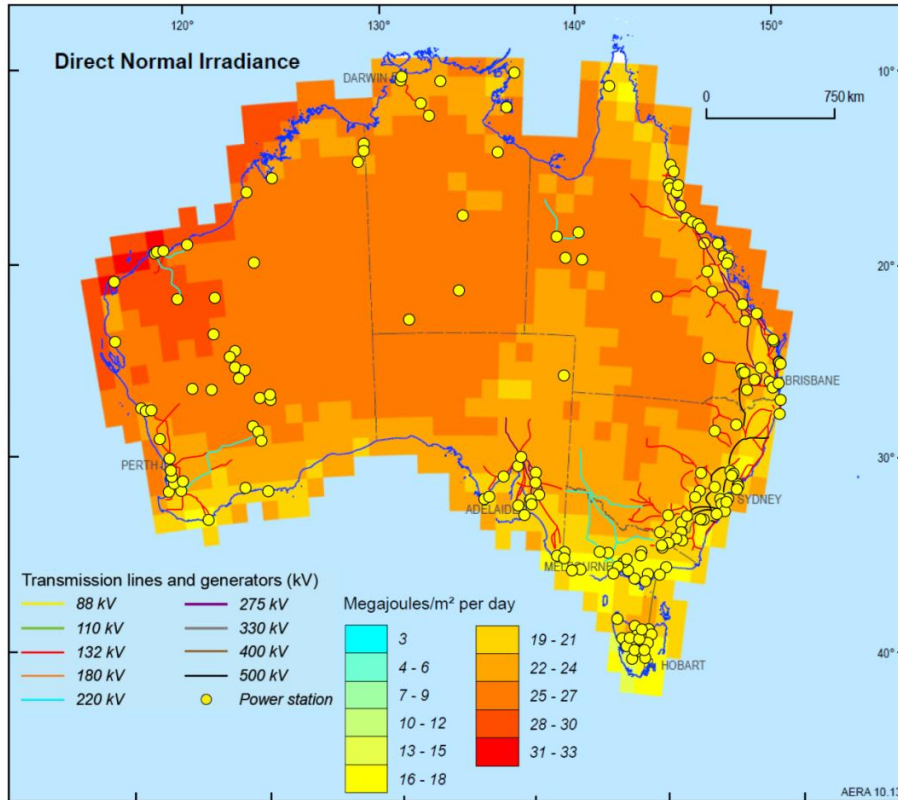 120°
130°
140°
150°
Direct Normal Irradiance
DARWIN
10°
0
750 km
20°
BRISBANE
PERTH
30°
SYDNEY
ADELAIDE
MELBOURNE
HOBART
40°
Transmission lines and generators (kV)
88 kV
110 kV
132 kV
180 kV
220 kV
275 kV
330 kV
400 kV
500 kV
Power station
Megajoules/m² per day
3
4 - 6
7 - 9
10 - 12
13 - 15
16 - 18
19 - 21
22 - 24
25 - 27
28 - 30
31 - 33
AERA 10.13